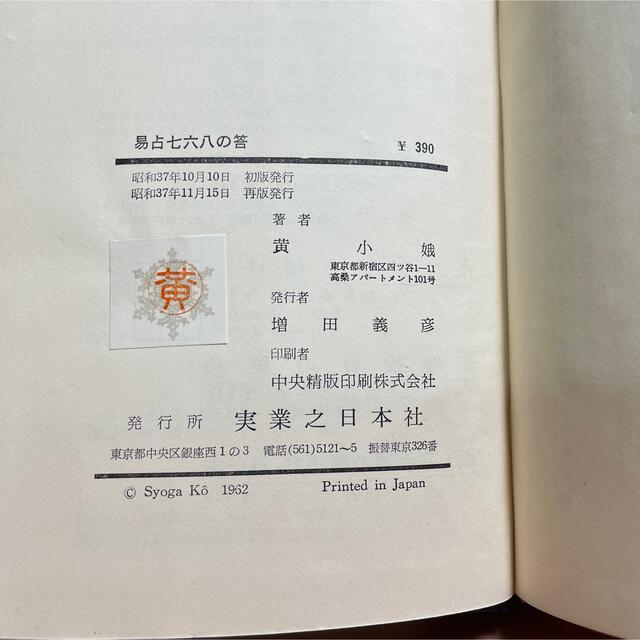 易占七六八の答 ¥ 390
昭和37年10月10日 初版発行
昭和37年11月15日 再版発行
著者
黄小娥
東京都新宿区四ツ谷1―11
高桑アパートメント101号
黄
発行者
増田義彦
印刷者
中央精版印刷株式会社
発行所 実業之日本社
東京都中央区銀座西1の3 電話(561)5121〜5 振替東京326番
© Syoga Kô 1962 Printed in Japan